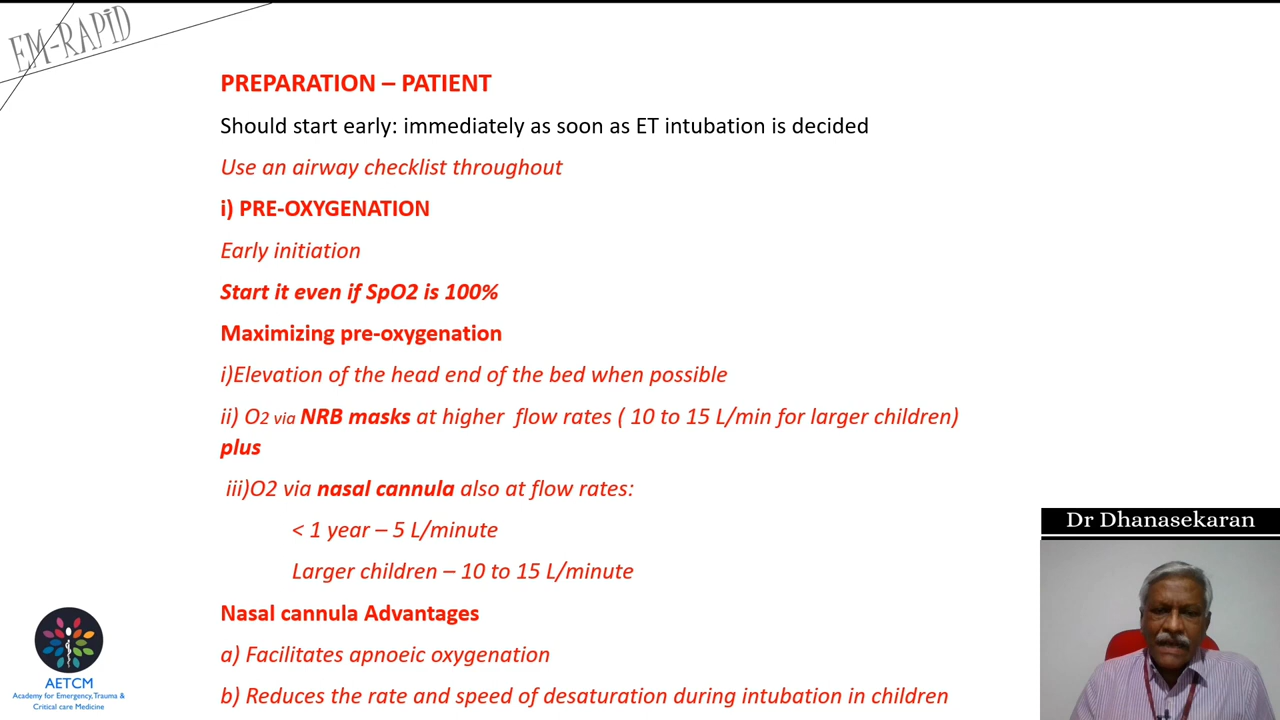 EM-RAPID
PREPARATION – PATIENT
Should start early: immediately as soon as ET intubation is decided
Use an airway checklist throughout
i) PRE-OXYGENATION
Early initiation
Start it even if SpO2 is 100%
Maximizing pre-oxygenation
i)Elevation of the head end of the bed when possible
ii) O2 via NRB masks at higher flow rates ( 10 to 15 L/min for larger children)
plus
iii)O2 via nasal cannula also at flow rates:
< 1 year – 5 L/minute
Larger children – 10 to 15 L/minute
Nasal cannula Advantages
a) Facilitates apnoeic oxygenation
b) Reduces the rate and speed of desaturation during intubation in children
Dr Dhanasekaran
AETCM
Academy for Emergency, Trauma &
Critical care Medicine